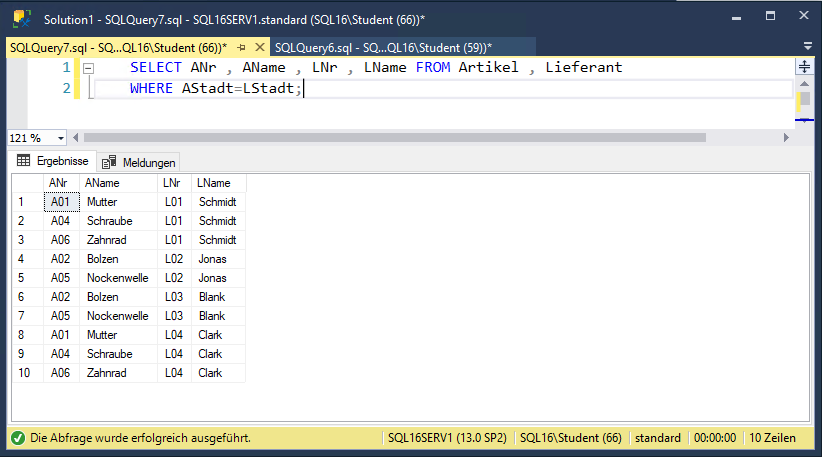 Solution1 - SQLQuery7.sql - SQL16SERV1.standard (SQL16\Student (66))*
SQLQuery7.sql - SQ...QL16\Student (66))* SQLQuery6.sql - SQ...QL16\Student (59))*
1 SELECT ANr , AName , LNr , LName FROM Artikel , Lieferant
2 WHERE AStadt=LStadt;
121 %
Ergebnisse Meldungen
ANr AName LNr LName
1 A01 Mutter L01 Schmidt
2 A04 Schraube L01 Schmidt
3 A06 Zahnrad L01 Schmidt
4 A02 Bolzen L02 Jonas
5 A05 Nockenwelle L02 Jonas
6 A02 Bolzen L03 Blank
7 A05 Nockenwelle L03 Blank
8 A01 Mutter L04 Clark
9 A04 Schraube L04 Clark
10 A06 Zahnrad L04 Clark
Die Abfrage wurde erfolgreich ausgeführt. SQL16SERV1 (13.0 SP2) SQL16\Student (66) standard 00:00:00 10 Zeilen